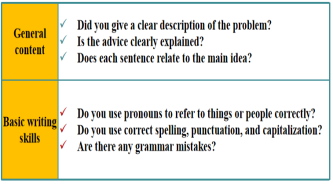 General
content
✓ Did you give a clear description of the problem?
✓ Is the advice clearly explained?
✓ Does each sentence relate to the main idea?
Basic writing
skills
✓ Do you use pronouns to refer to things or people correctly?
✓ Do you use correct spelling, punctuation, and capitalization?
✓ Are there any grammar mistakes?